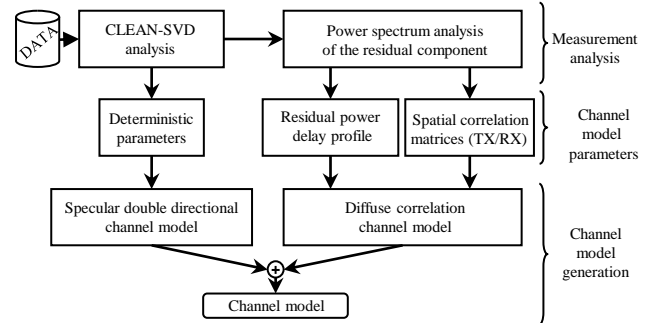 DATA
CLEAN-SVD
analysis
Power spectrum analysis
of the residual component
Measurement
analysis
Deterministic
parameters
Residual power
delay profile
Spatial correlation
matrices (TX/RX)
Channel
model
parameters
Specular double directional
channel model
Diffuse correlation
channel model
Channel
model
generation
+
Channel model